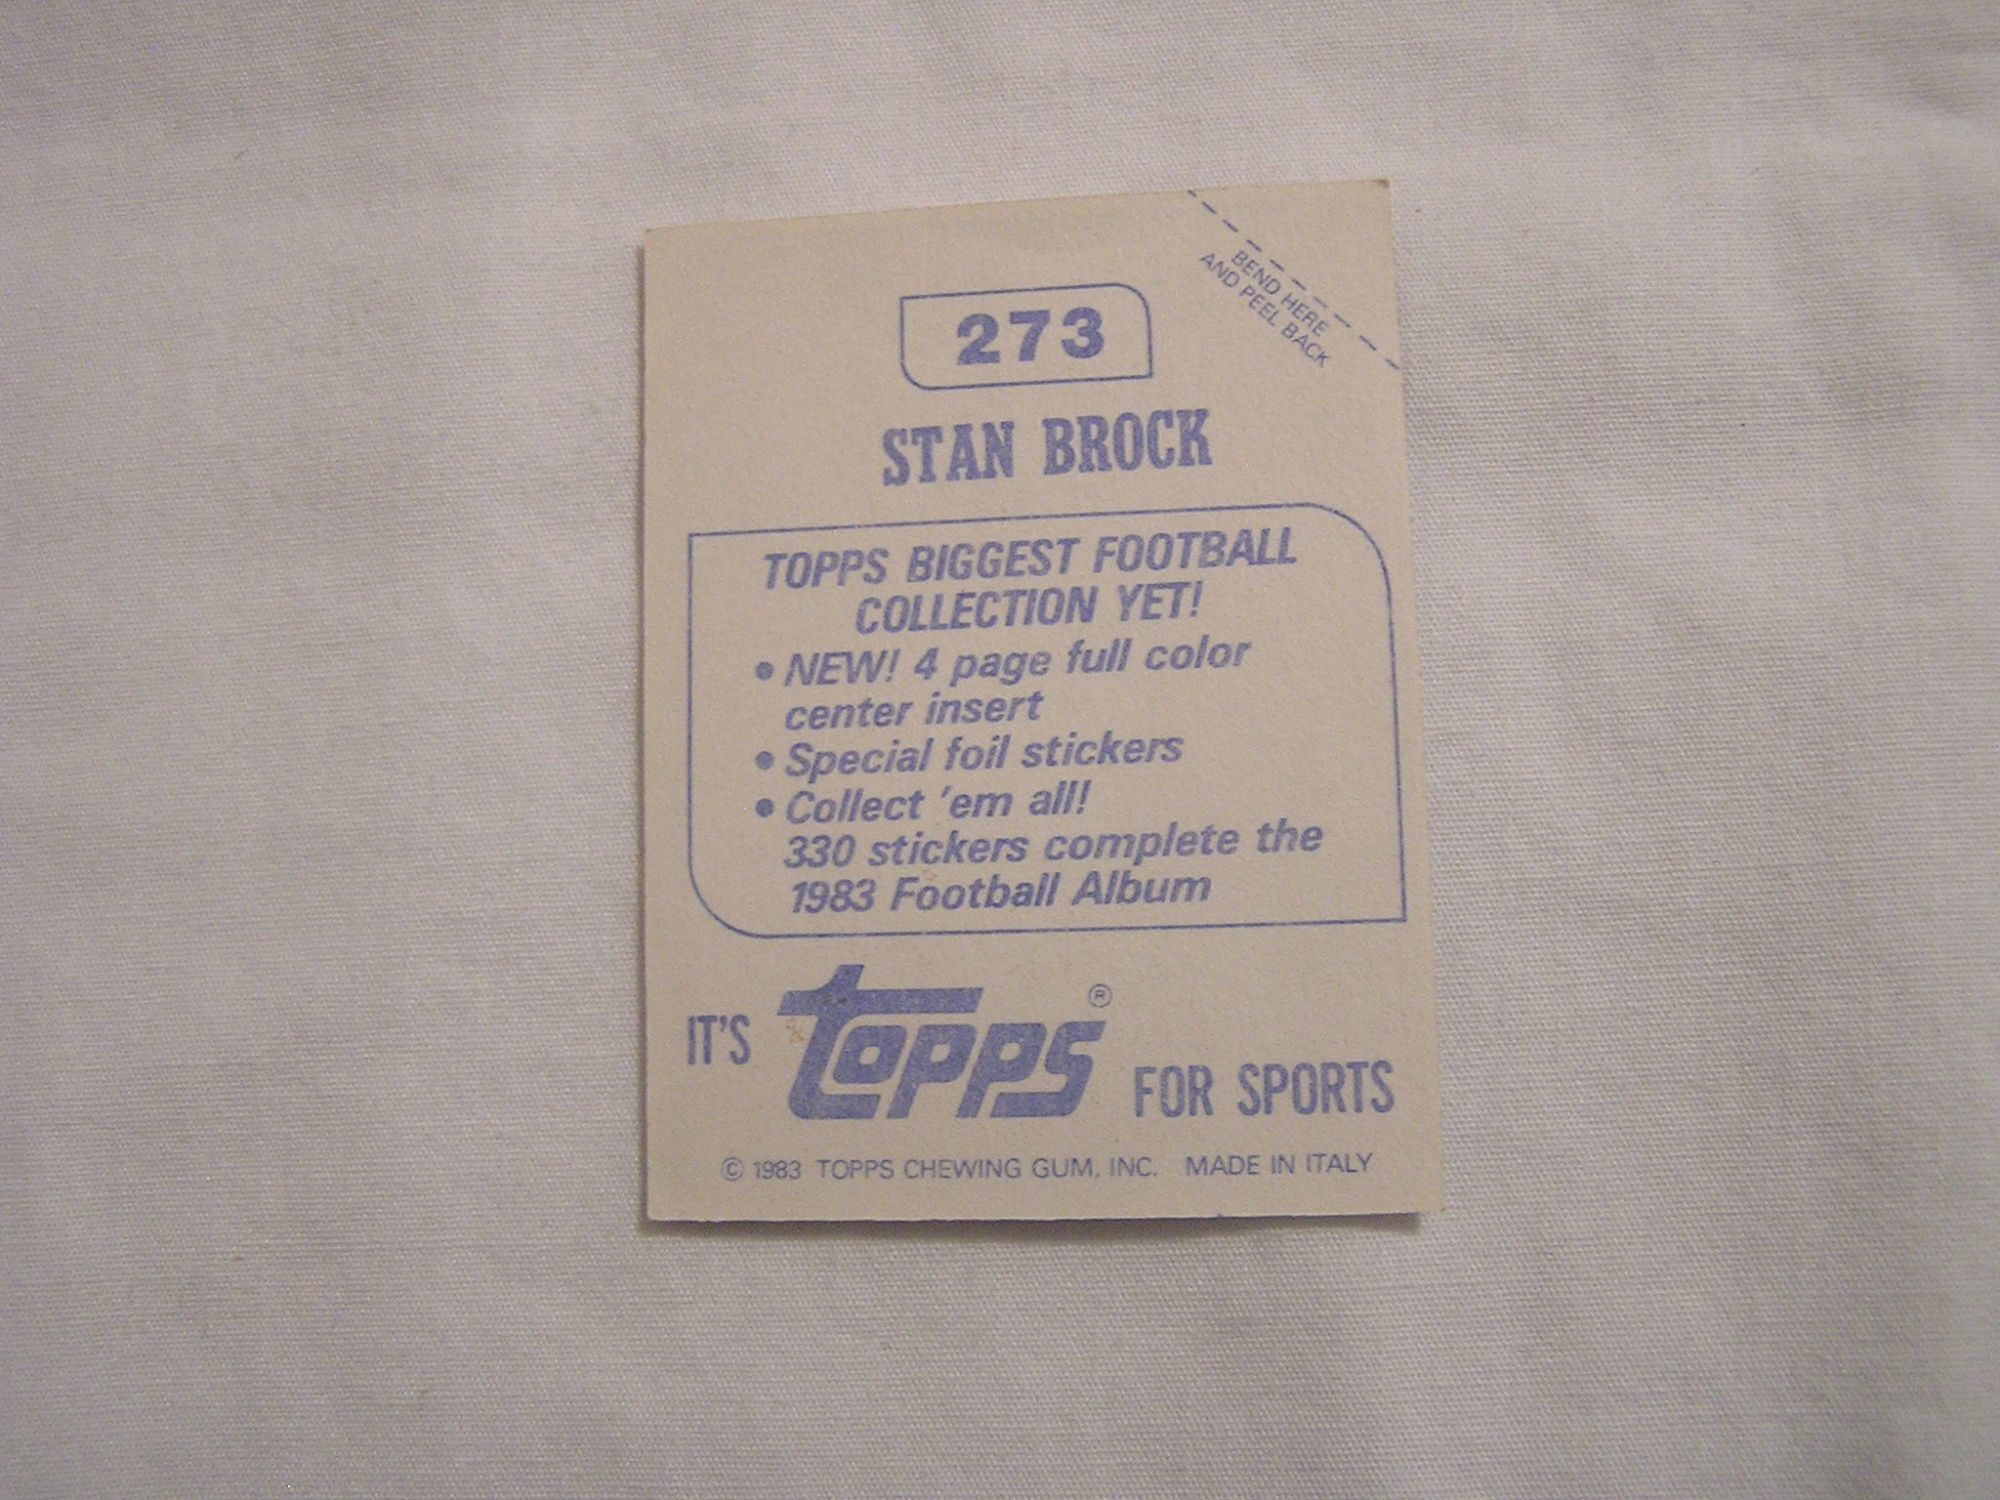 BEND HERE
AND PEEL BACK
273
STAN BROCK
TOPPS BIGGEST FOOTBALL
COLLECTION YET!
• NEW! 4 page full color
center insert
• Special foil stickers
• Collect 'em all!
330 stickers complete the
1983 Football Album
IT'S topps® FOR SPORTS
© 1983 TOPPS CHEWING GUM, INC. MADE IN ITALY